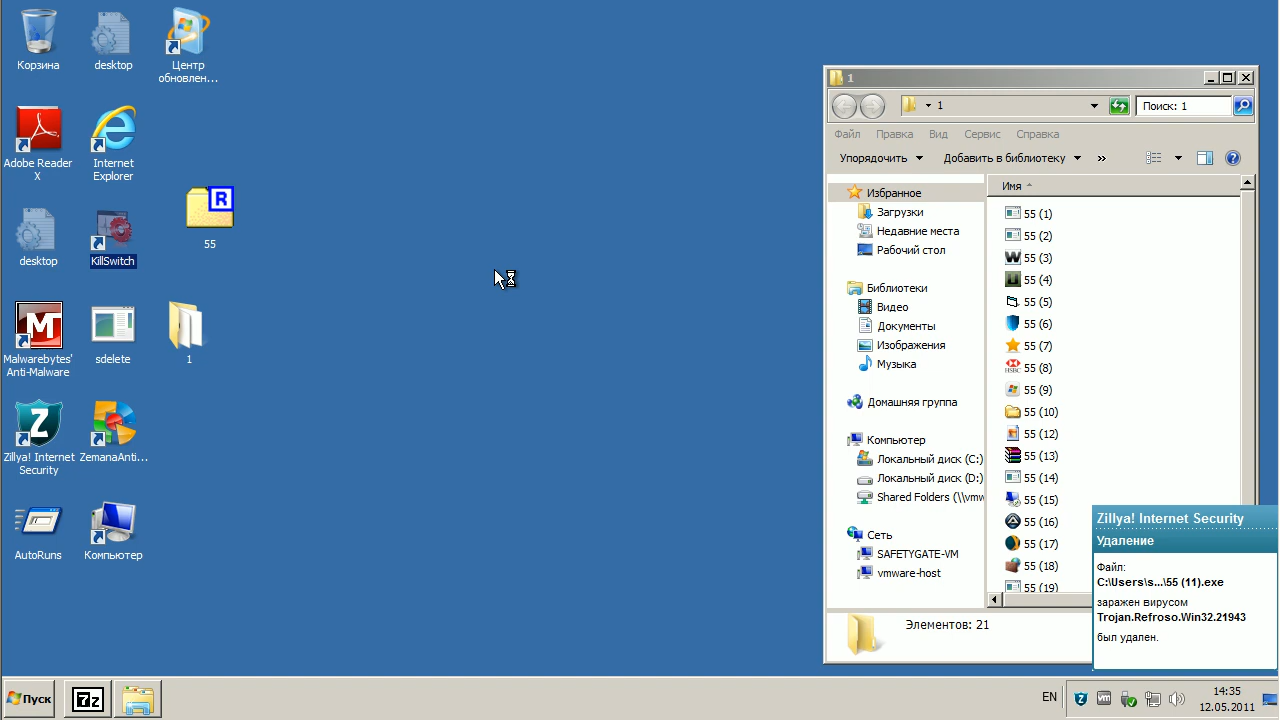 Корзина
desktop
Центр
обновлен...
Adobe Reader
X
Internet
Explorer
55
desktop
KillSwitch
Malwarebytes'
Anti-Malware
sdelete
1
Zillya! Internet
Security
ZemanaAnti...
AutoRuns
Компьютер
1
1
Поиск: 1
Файл
Правка
Вид
Сервис
Справка
Упорядочить
Добавить в библиотеку
»
Избранное
Загрузки
Недавние места
Рабочий стол
Библиотеки
Видео
Документы
Изображения
Музыка
Домашняя группа
Компьютер
Локальный диск (C:)
Локальный диск (D:)
Shared Folders (\\vmw
Сеть
SAFETYGATE-VM
vmware-host
Имя
55 (1)
55 (2)
55 (3)
55 (4)
55 (5)
55 (6)
55 (7)
55 (8)
55 (9)
55 (10)
55 (12)
55 (13)
55 (14)
55 (15)
55 (16)
55 (17)
55 (18)
55 (19)
Элементов: 21
Zillya! Internet Security
Удаление
Файл:
C:\Users\s...\55 (11).exe
заражен вирусом
Trojan.Refroso.Win32.21943
был удален.
Пуск
7z
EN
14:35
12.05.2011